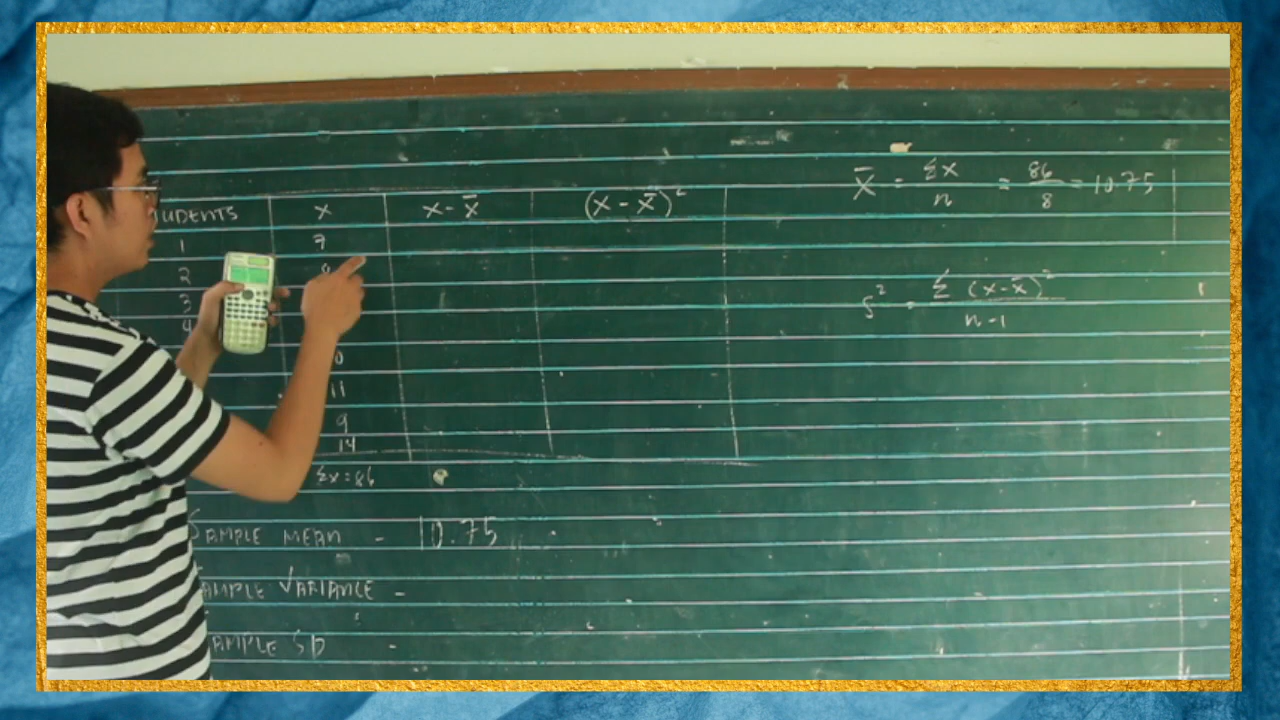 UDENTS x x - x̄ (x - x̄)²
1 7
2
3
4
0
11
9
14
Σx = 86
SAMPLE MEAN - 10.75
AMPLE VARIANCE -
AMPLE SD -
X̄ = Σx / n = 86 / 8 = 10.75
s² = Σ (x - x̄)² / n - 1